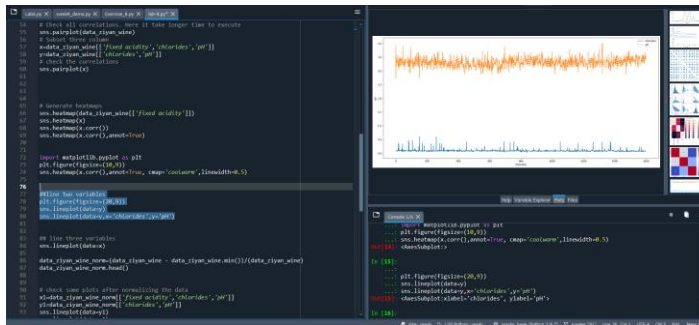 # Check all correlations. Here it take longer time to execute
sns.pairplot(data_ziyan_wine)
# Subset three column
x=data_ziyan_wine[['fixed acidity','chlorides','pH']]
y=data_ziyan_wine[['chlorides','pH']]
# check the correlations
sns.pairplot(x)
# Generate heatmaps
sns.heatmap(data_ziyan_wine[['fixed acidity']])
sns.heatmap(x)
sns.heatmap(x.corr())
sns.heatmap(x.corr(),annot=True)
import matplotlib.pyplot as plt
plt.figure(figsize=(10,9))
sns.heatmap(x.corr(),annot=True, cmap='coolwarm',linewidth=0.5)
##line two variables
plt.figure(figsize=(20,9))
sns.lineplot(data=y)
sns.lineplot(data=y,x='chlorides',y='pH')
## line three variables
sns.lineplot(data=x)
data_ziyan_wine_norm=(data_ziyan_wine - data_ziyan_wine.min())/(data_ziyan_wine)
data_ziyan_wine_norm.head()
# check some plots after normalizing the data
x1=data_ziyan_wine_norm[['fixed acidity','chlorides','pH']]
y1=data_ziyan_wine_norm[['chlorides','pH']]
Help Variable Explorer Plots Files
Console 1/A
...: import matplotlib.pyplot as plt
...: plt.figure(figsize=(10,9))
...: sns.heatmap(x.corr(),annot=True, cmap='coolwarm',linewidth=0.5)
<AxesSubplot:>
In [15]:
...: plt.figure(figsize=(20,9))
...: sns.lineplot(data=y)
...: sns.lineplot(data=y,x='chlorides',y='pH')
<AxesSubplot:xlabel='chlorides', ylabel='pH'>
In [16]: